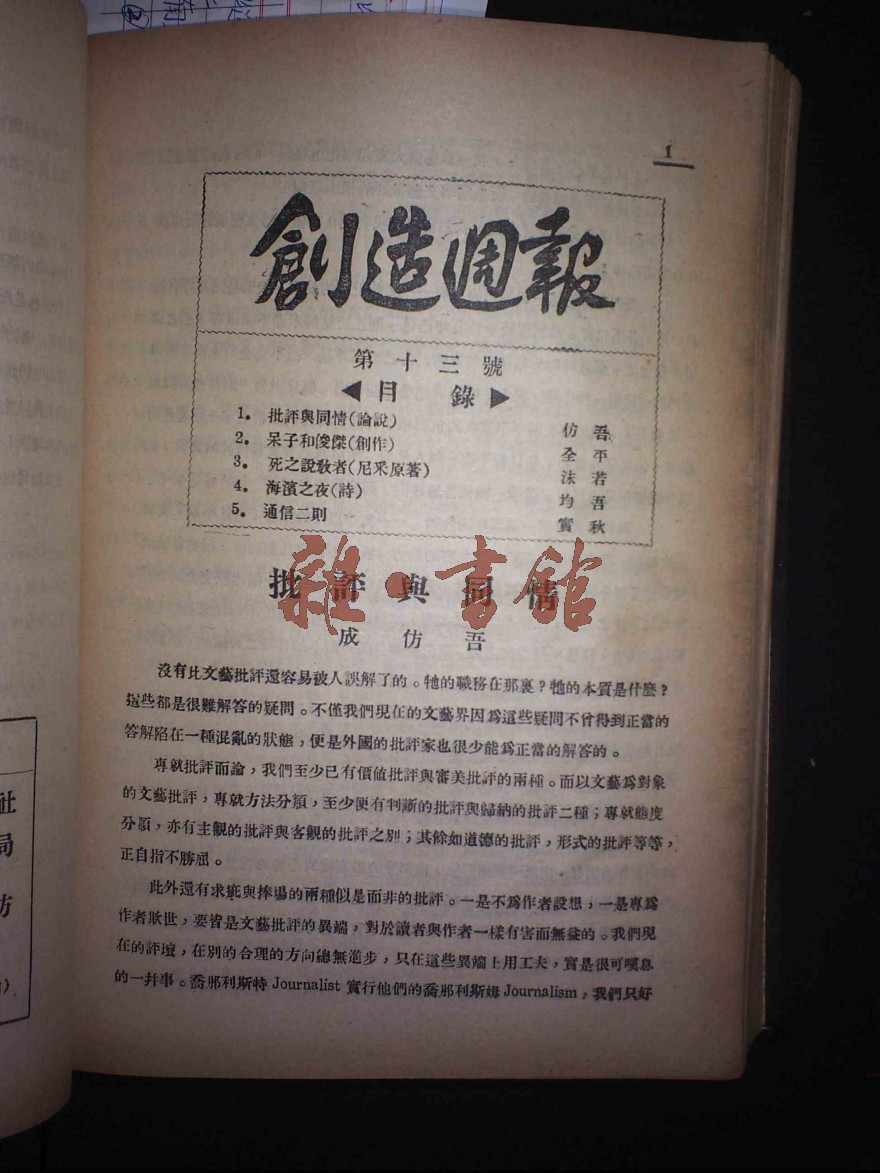 1
創造週報
第十三號
目錄
1. 批評與同情(論說) 仿吾
2. 呆子和俊傑(創作) 全平
3. 死之說教者(尼采原著) 沫若
4. 海濱之夜(詩) 均吾
5. 通信二則 實秋
批評與同情
雜·書館
成仿吾
沒有比文藝批評還容易被人誤解了的。牠的職務在那裏?牠的本質是什麼?
這些都是很難解答的疑問。不僅我們現在的文藝界因爲這些疑問不曾得到正當的
答解陷在一種混亂的狀態,便是外國的批評家也很少能爲正當的解答的。
專就批評而論,我們至少已有價値批評與審美批評的兩種。而以文藝爲對象
的文藝批評,專就方法分類,至少便有判斷的批評與歸納的批評二種;專就態度
分類,亦有主觀的批評與客觀的批評之別;其餘如道德的批評,形式的批評等等,
正自指不勝屈。
此外還有求疵與捧場的兩種似是而非的批評。一是不爲作者設想,一是專爲
作者欺世,要皆是文藝批評的異端,對於讀者與作者一樣有害而無益的。我們現
在的評壇,在別的合理的方向總無進步,只在這些異端上用工夫,實是很可嘆息
的一件事。喬那利斯特 Journalist 實行他們的喬那利斯姆 Journalism,我們只好
社
局